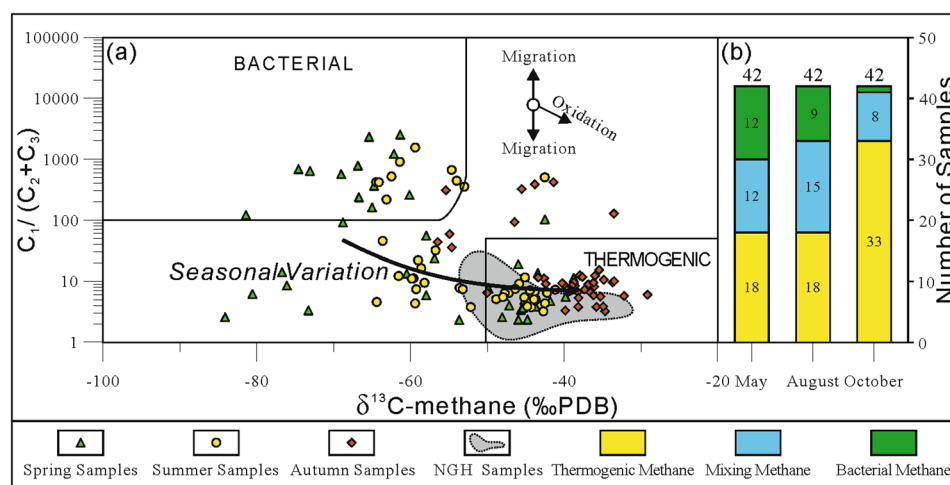 (a)
BACTERIAL
Migration
Oxidation
Migration
THERMOGENIC
Seasonal Variation
100000
10000
1000
100
10
1
C1/ (C2+C3)
-100
-80
-60
-40
-20
δ13C-methane (‰PDB)
(b)
42
42
42
12
9
12
15
8
18
18
33
50
40
30
20
10
0
Number of Samples
May
August
October
Spring Samples
Summer Samples
Autumn Samples
NGH Samples
Thermogenic Methane
Mixing Methane
Bacterial Methane